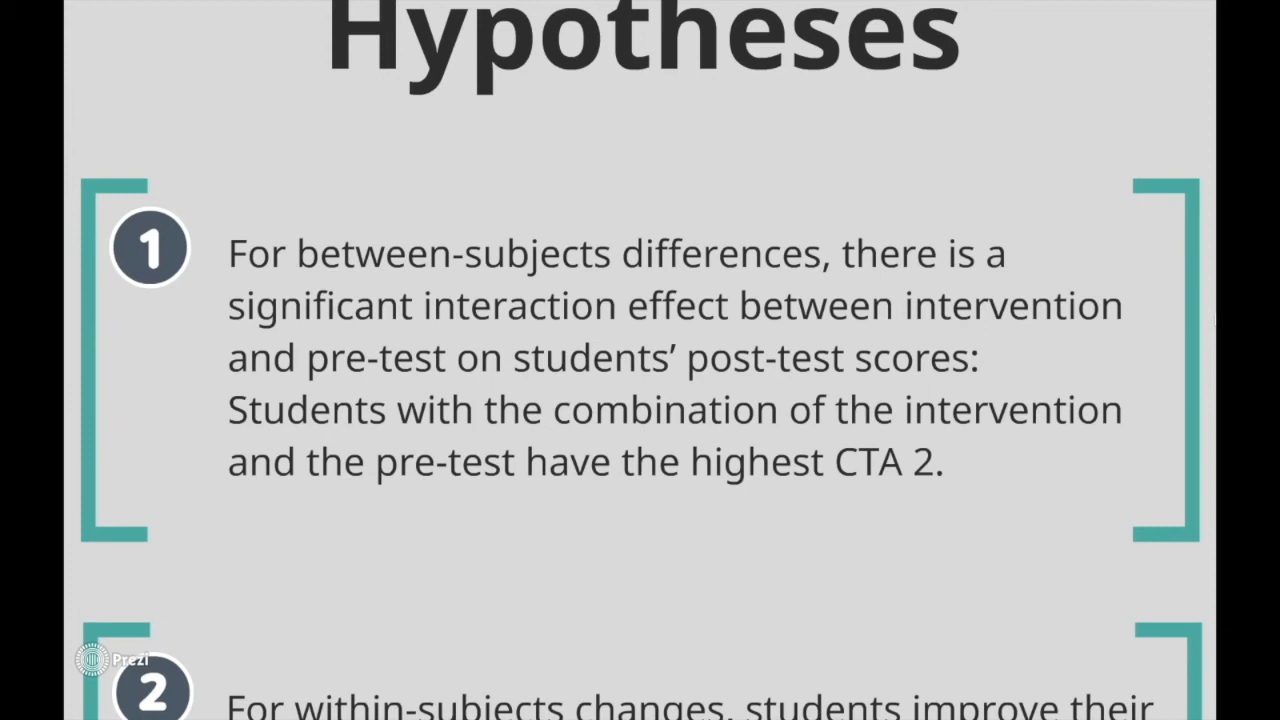 Hypotheses
1
For between-subjects differences, there is a
significant interaction effect between intervention
and pre-test on students’ post-test scores:
Students with the combination of the intervention
and the pre-test have the highest CTA 2.
Prezi
2
For within-subjects changes, students improve their